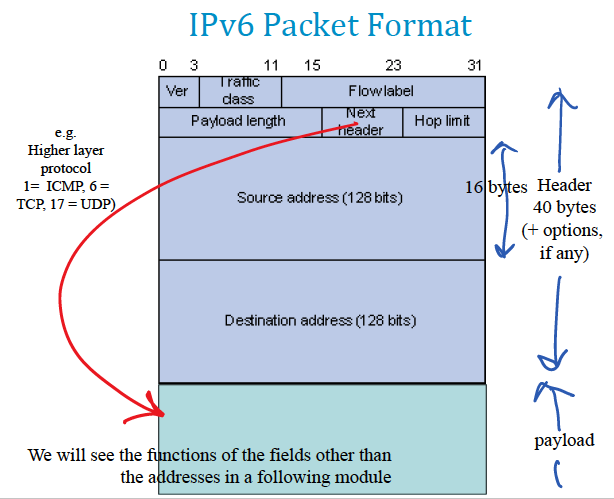 IPv6 Packet Format
0 3 11 15 23 31
Ver
Traffic
class
Flowlabel
Payload length
Next
header
Hop limit
e.g.
Higher layer
protocol
1= ICMP, 6 =
TCP, 17 = UDP)
Source address (128 bits)
16 bytes
Header
40 bytes
(+ options,
if any)
Destination address (128 bits)
payload
We will see the functions of the fields other than
the addresses in a following module